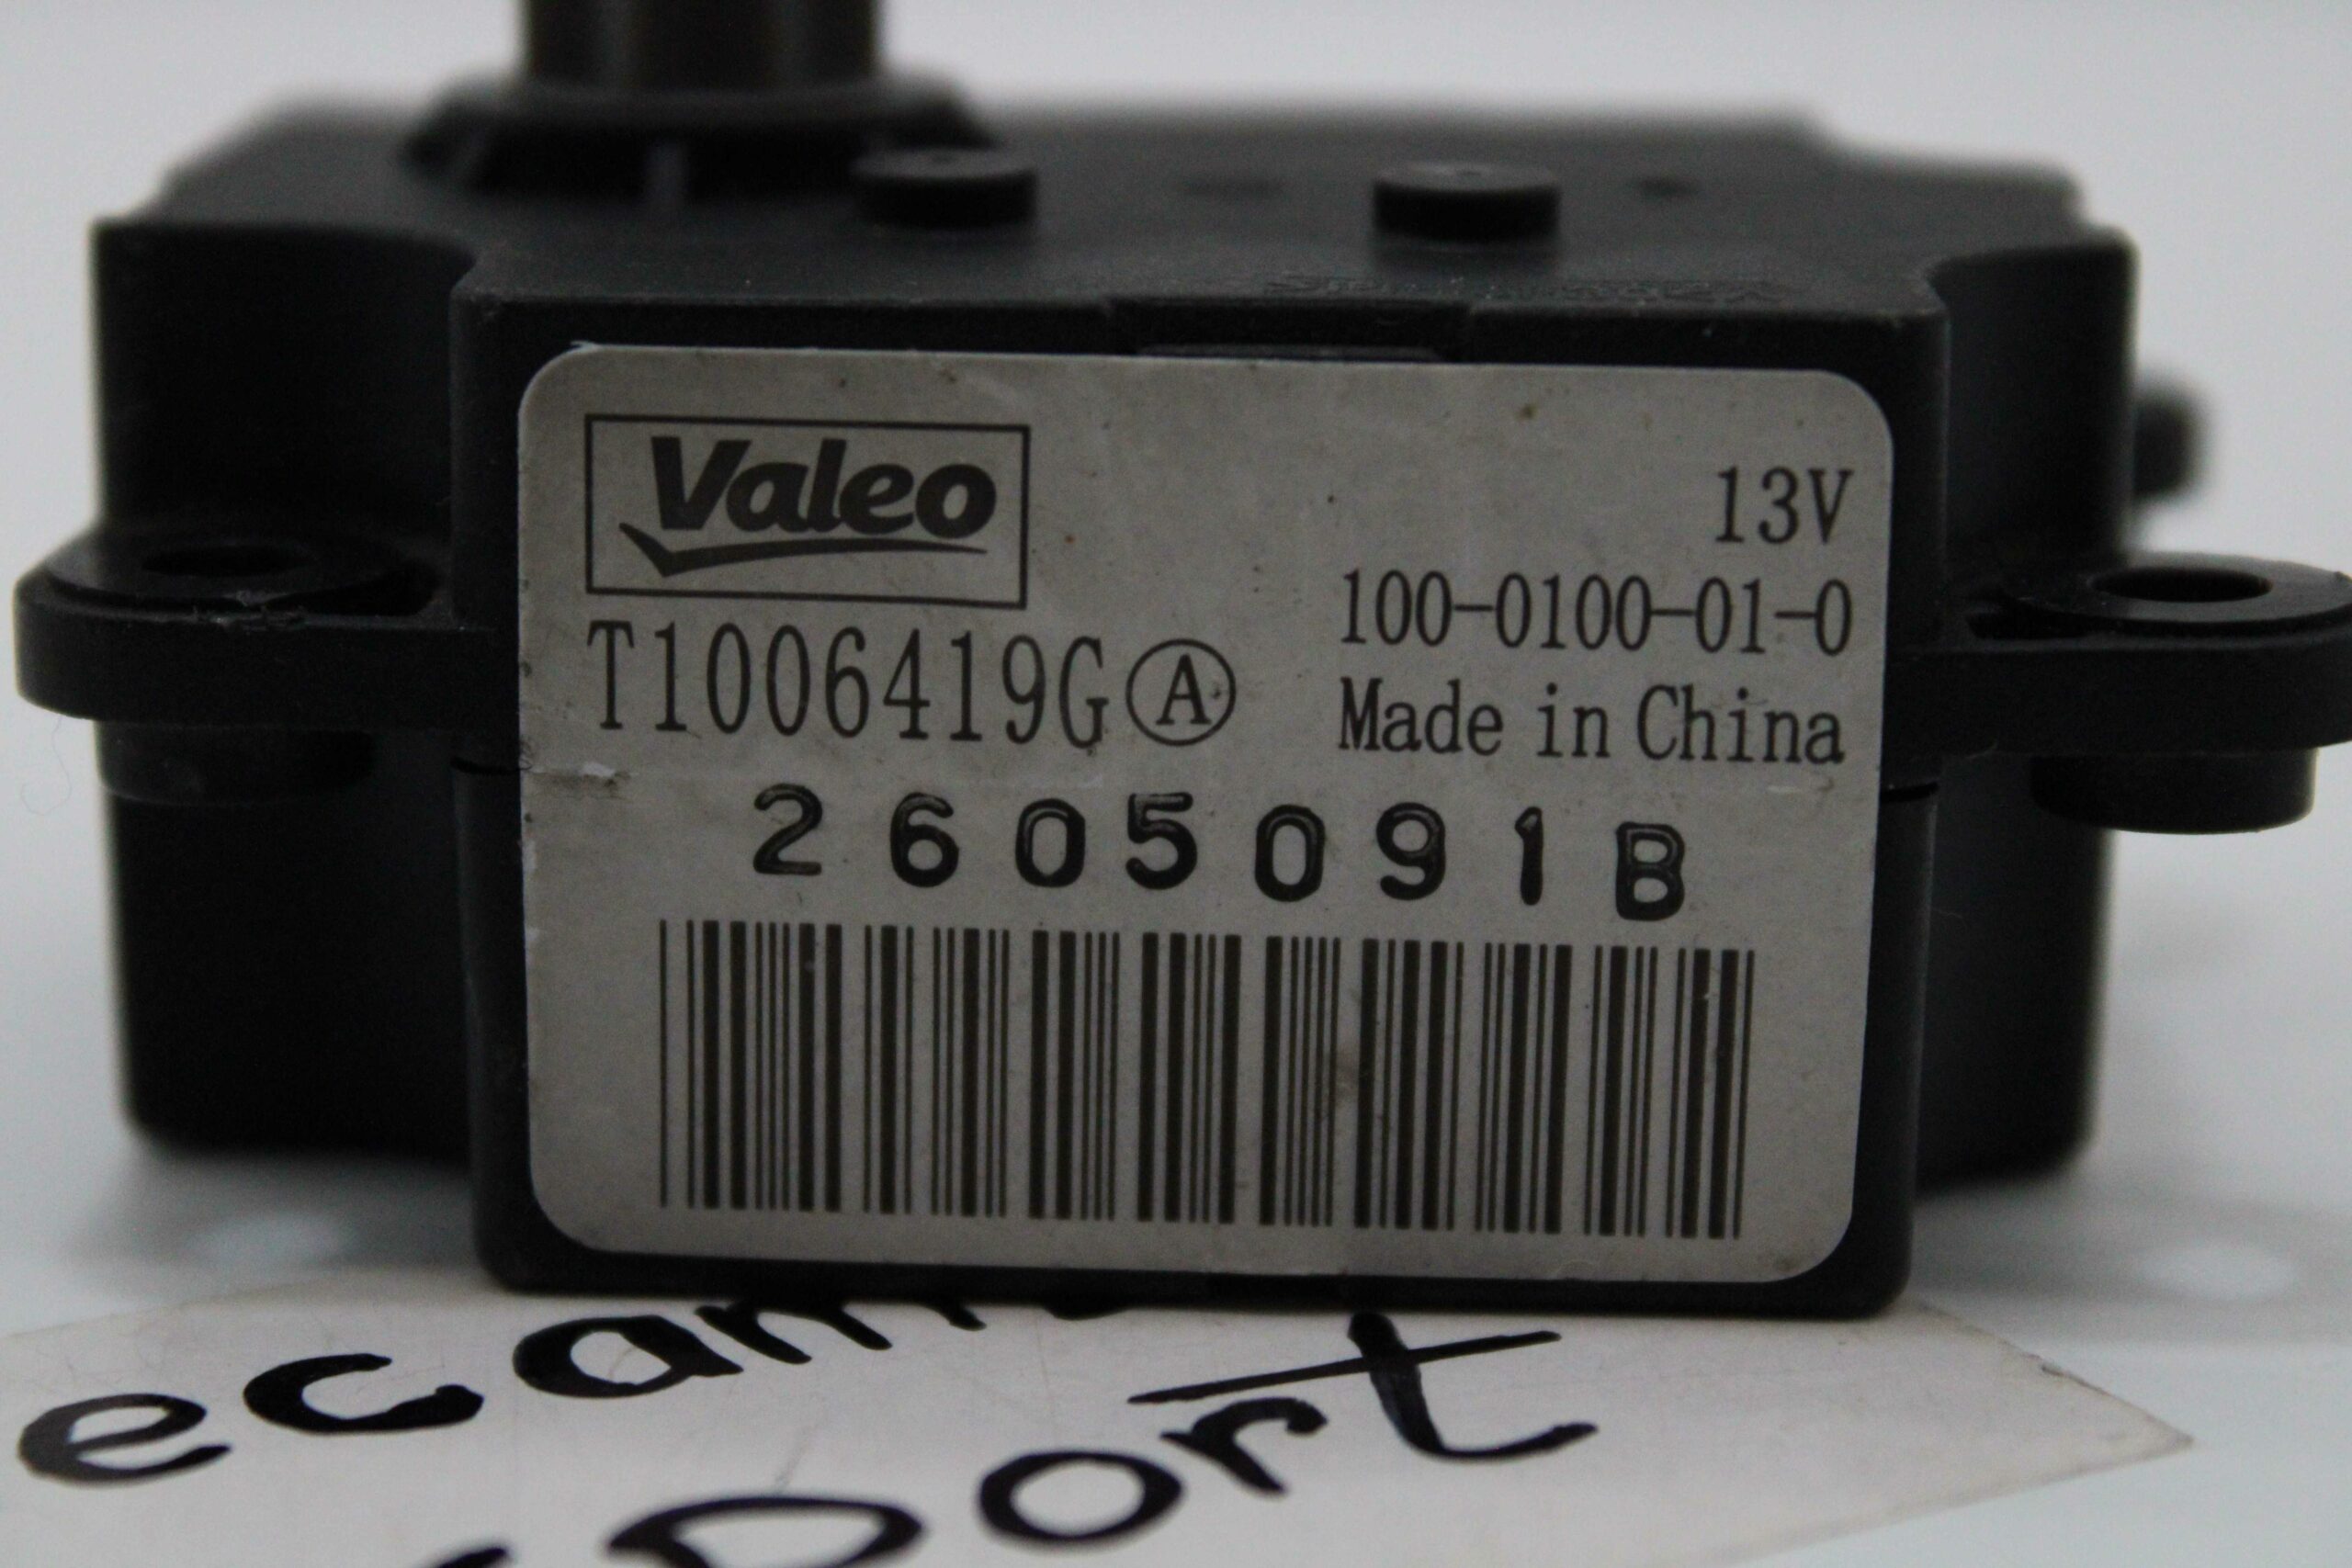 Valeo
13V
T1006419G Ⓐ
100-0100-01-0
Made in China
2605091B